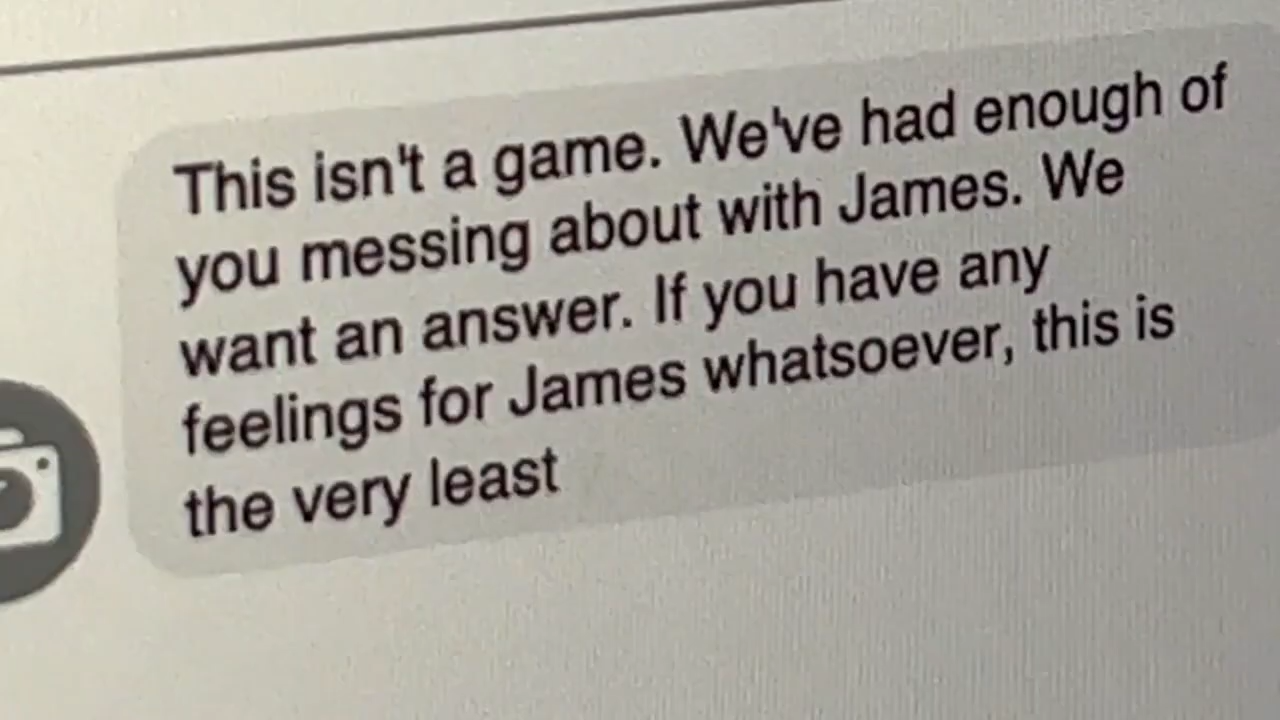 This isn't a game. We've had enough of
you messing about with James. We
want an answer. If you have any
feelings for James whatsoever, this is
the very least